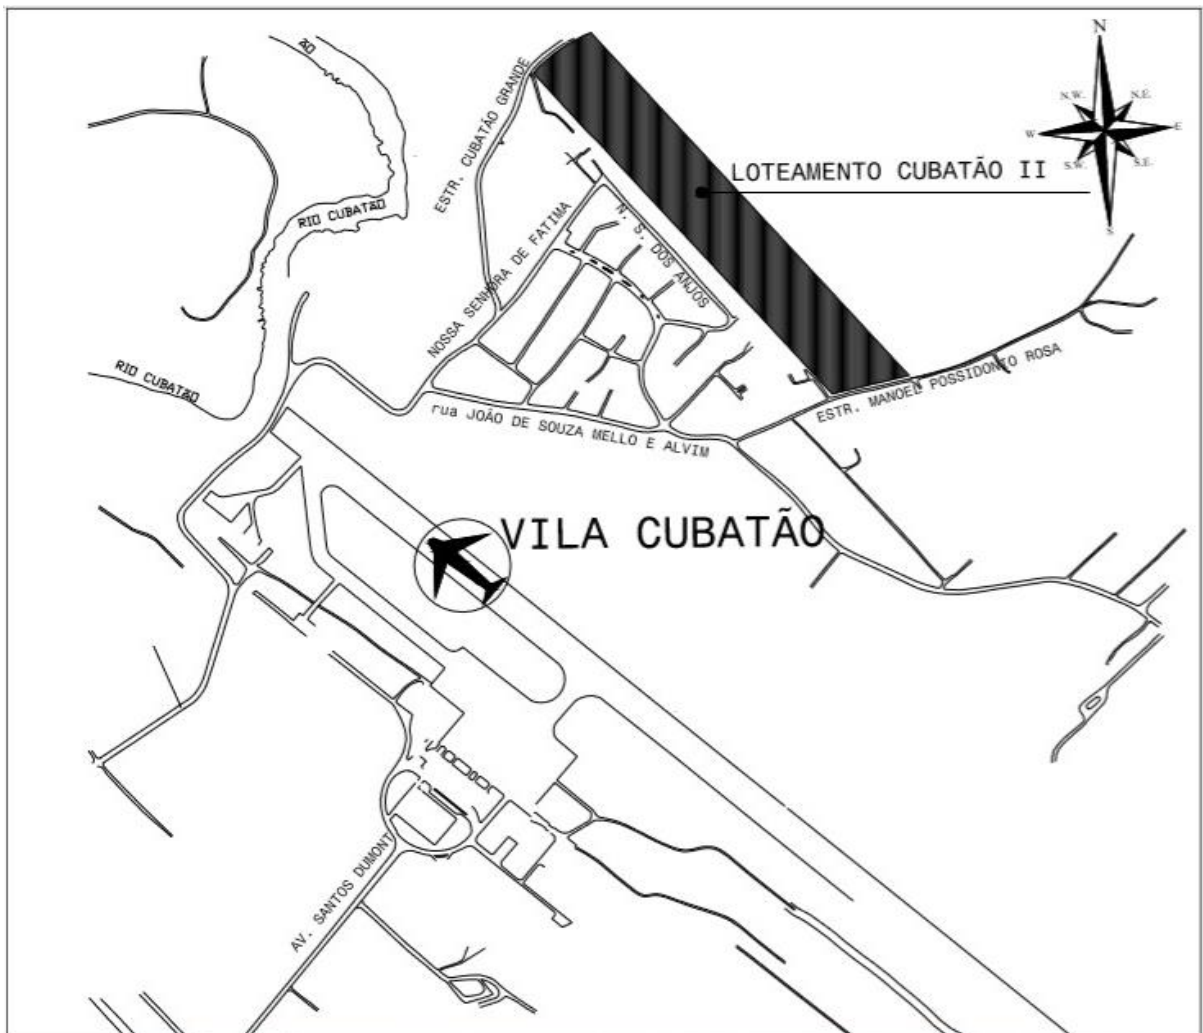 N
N.W.
N.E.
W
E
S.W.
S.E.
S
ÃO
ESTR. CUBATÃO GRANDE
LOTEAMENTO CUBATÃO II
RIO CUBATÃO
N. S. DOS ANJOS
NOSSA SENHORA DE FATIMA
RIO CUBATÃO
ESTR. MANOEL POSSIDONIO ROSA
rua JOÃO DE SOUZA MELLO E ALVIM
VILA CUBATÃO
AV. SANTOS DUMONT